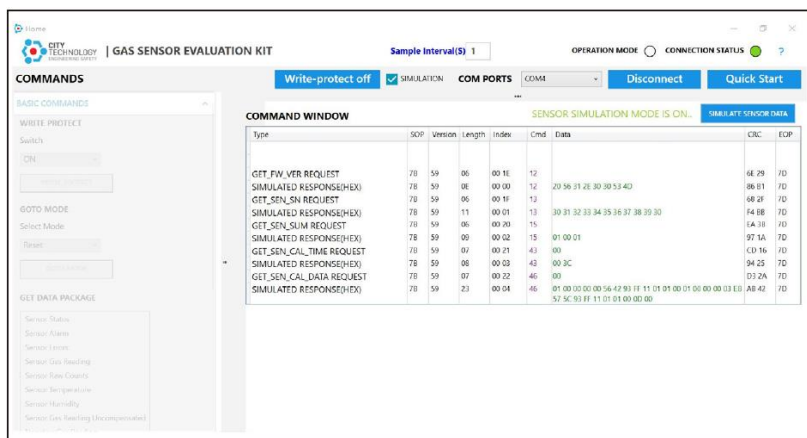 Home
CITY TECHNOLOGY
ENGINEERING SAFETY
GAS SENSOR EVALUATION KIT
Sample Interval(S) 1
OPERATION MODE
CONNECTION STATUS
?
COMMANDS
Write-protect off
SIMULATION
COM PORTS
COM4
Disconnect
Quick Start
BASIC COMMANDS
WRITE PROTECT
Switch
ON
GOTO MODE
Select Mode
Reset
GET DATA PACKAGE
Sensor Status
Sensor Alarm
Sensor Errors
Sensor Gas Reading
Sensor Raw Counts
Sensor Temperature
Sensor Humidity
Sensor Gas Reading Uncompensated
COMMAND WINDOW
SENSOR SIMULATION MODE IS ON..
SIMULATE SENSOR DATA
Type SOP Version Length Index Cmd Data CRC EOP
GET_FW_VER REQUEST 7B 59 06 00 1E 12 6E 29 7D
SIMULATED RESPONSE(HEX) 7B 59 0E 00 00 12 20 56 31 2E 30 30 53 4D 86 B1 7D
GET_SEN_SN REQUEST 7B 59 06 00 1F 13 68 2F 7D
SIMULATED RESPONSE(HEX) 7B 59 11 00 01 13 30 31 32 33 34 35 36 37 38 39 30 F4 BB 7D
GET_SEN_SUM REQUEST 7B 59 06 00 20 15 EA 3B 7D
SIMULATED RESPONSE(HEX) 7B 59 09 00 02 15 01 00 01 97 1A 7D
GET_SEN_CAL_TIME REQUEST 7B 59 07 00 21 43 00 CD 16 7D
SIMULATED RESPONSE(HEX) 7B 59 08 00 03 43 00 3C 94 25 7D
GET_SEN_CAL_DATA REQUEST 7B 59 07 00 22 46 00 D3 2A 7D
SIMULATED RESPONSE(HEX) 7B 59 23 00 04 46 01 00 00 00 00 56 42 93 FF 11 01 01 00 01 08 00 00 03 EB AB 42 7D
57 5C 93 FF 11 01 01 00 0D 00